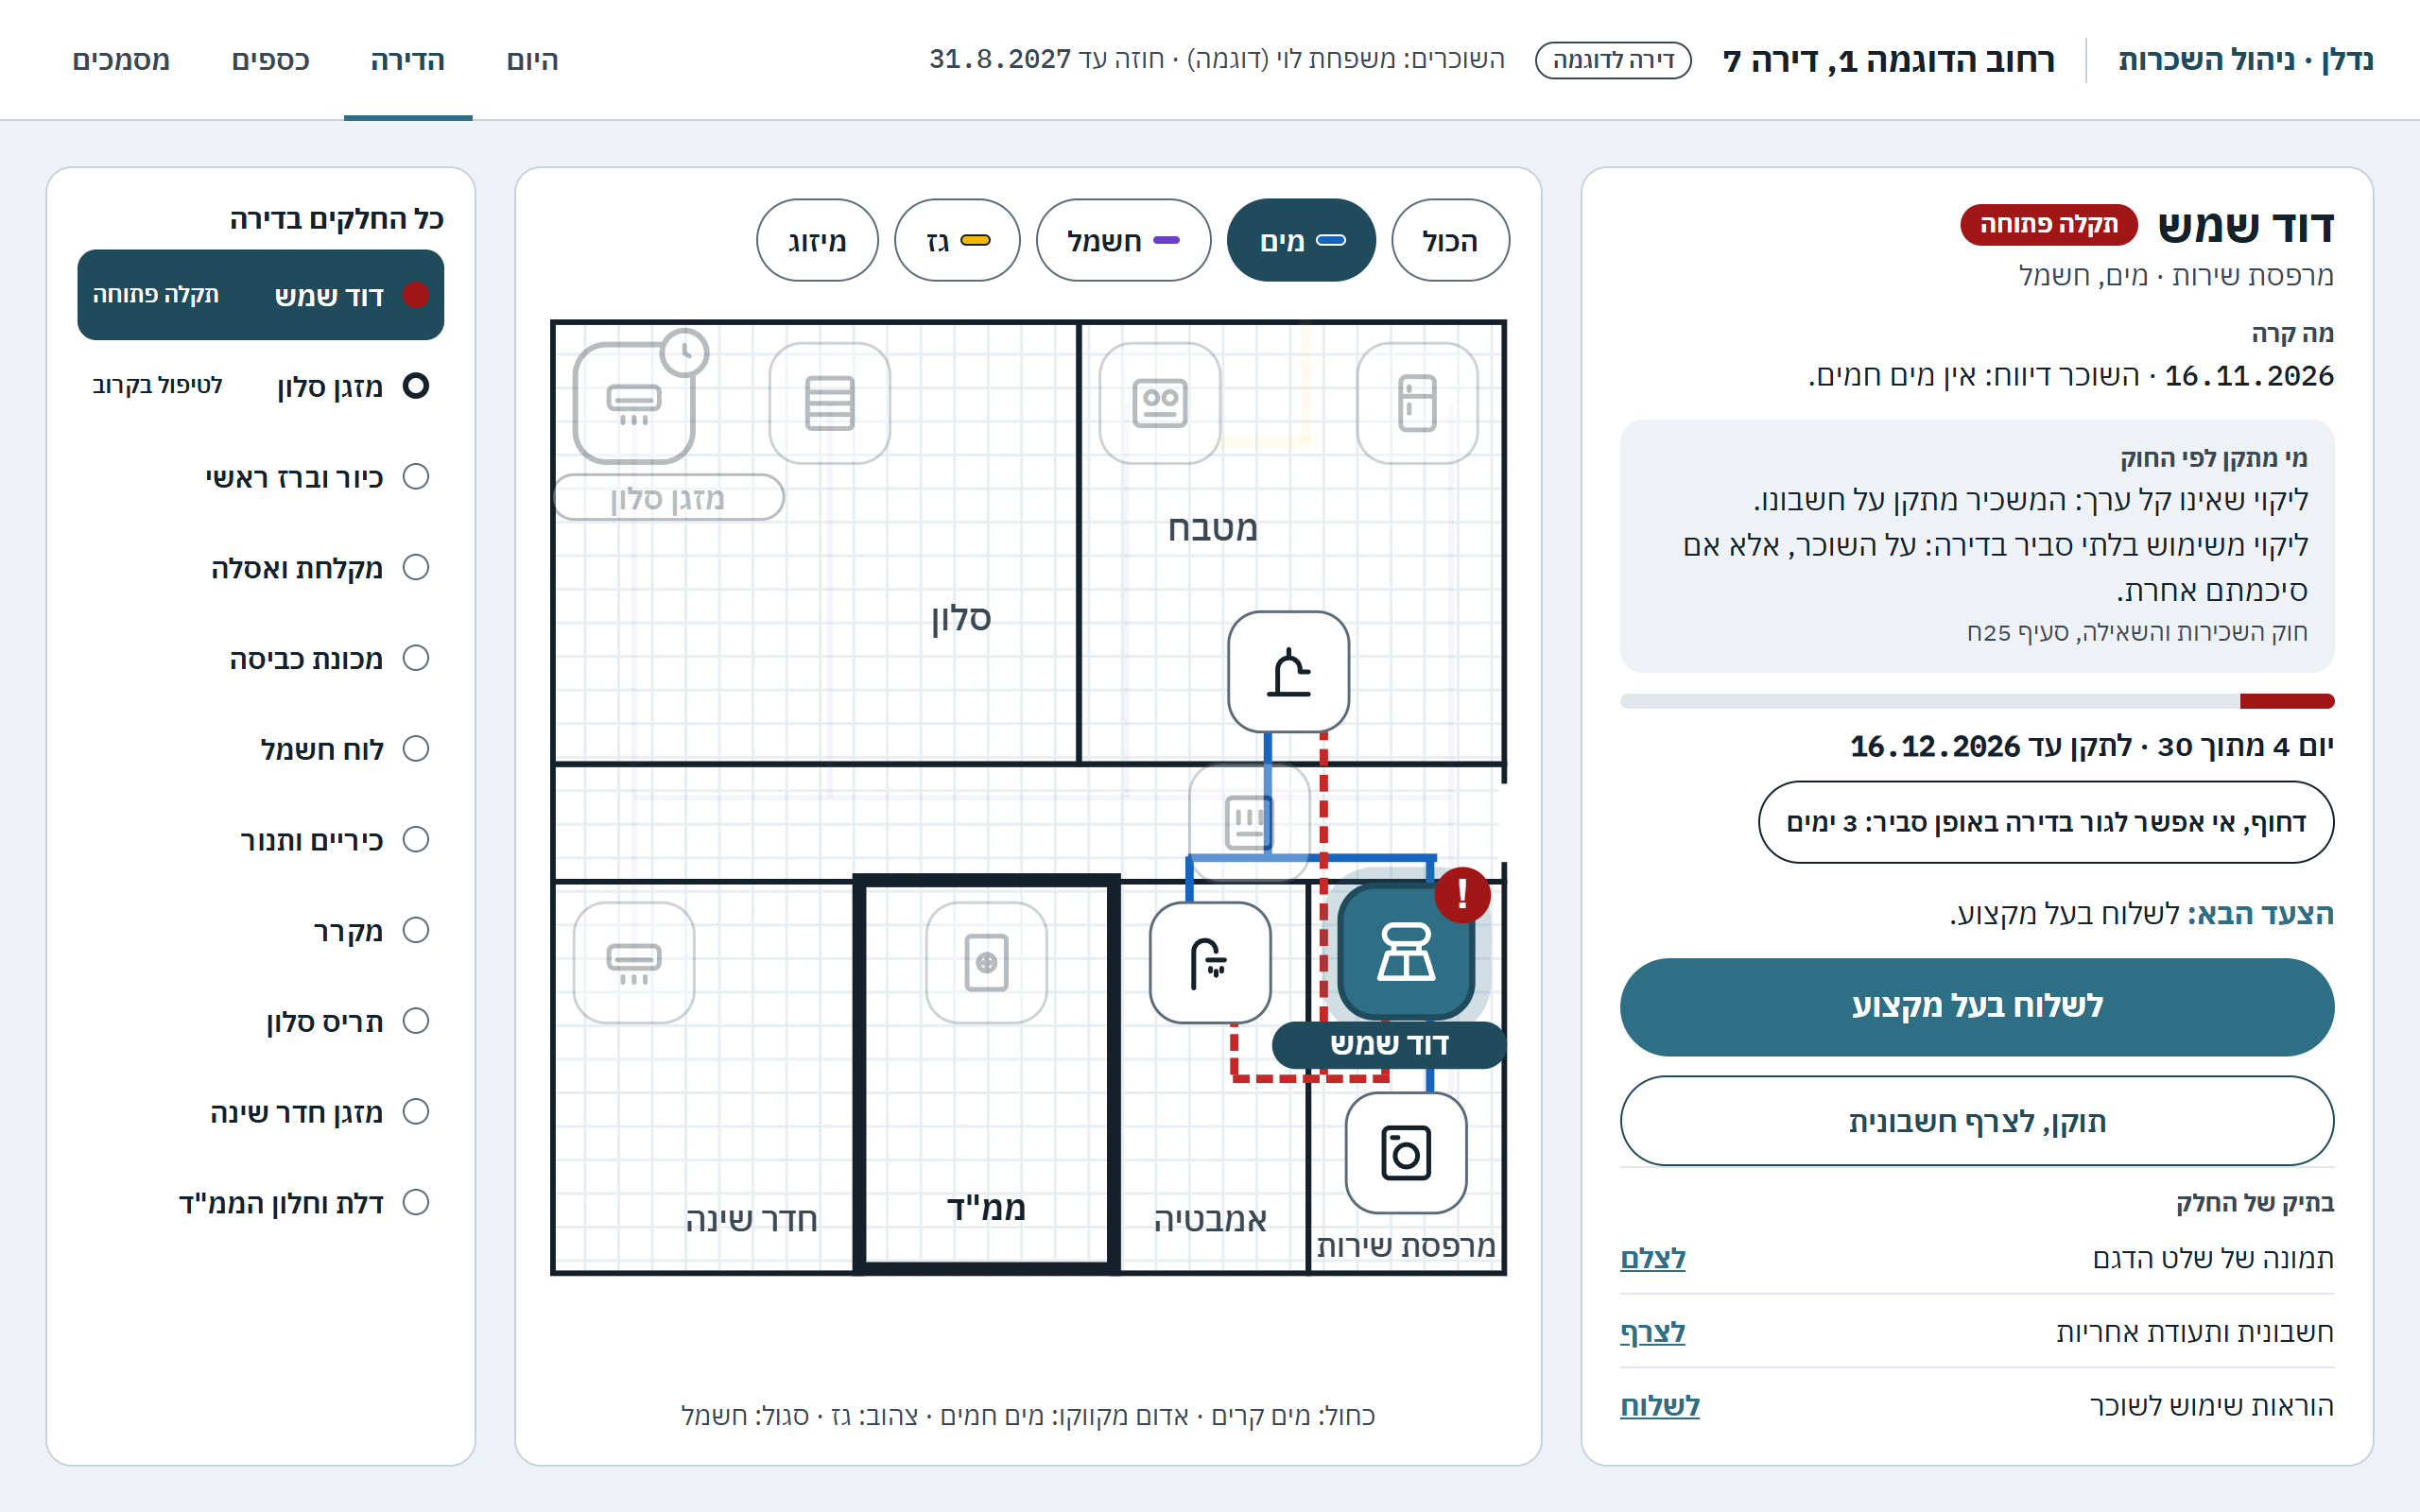 נדלן · ניהול השכרות
רחוב הדוגמה 1, דירה 7
דירה לדוגמה
השוכרים: משפחת לוי (דוגמה) · חוזה עד 31.8.2027
היום
הדירה
כספים
מסמכים
דוד שמש
תקלה פתוחה
מרפסת שירות · מים, חשמל
מה קרה
16.11.2026 · השוכר דיווח: אין מים חמים.
מי מתקן לפי החוק
ליקוי שאינו קל ערך: המשכיר מתקן על חשבונו.
ליקוי משימוש בלתי סביר בדירה: על השוכר, אלא אם
סיכמתם אחרת.
חוק השכירות והשאילה, סעיף 25ח
יום 4 מתוך 30 · לתקן עד 16.12.2026
דחוף, אי אפשר לגור בדירה באופן סביר: 3 ימים
הצעד הבא: לשלוח בעל מקצוע.
לשלוח בעל מקצוע
תוקן, לצרף חשבונית
בתיק של החלק
תמונה של שלט הדגם
לצלם
חשבונית ותעודת אחריות
לצרף
הוראות שימוש לשוכר
לשלוח
הכול
מים
חשמל
גז
מיזוג
מזגן סלון
מטבח
סלון
!
דוד שמש
חדר שינה
ממ"ד
אמבטיה
מרפסת שירות
כחול: מים קרים · אדום מקווקו: מים חמים · צהוב: גז · סגול: חשמל
כל החלקים בדירה
דוד שמש
תקלה פתוחה
מזגן סלון
לטיפול בקרוב
כיור וברז ראשי
מקלחת ואסלה
מכונת כביסה
לוח חשמל
כיריים ותנור
מקרר
תריס סלון
מזגן חדר שינה
דלת וחלון הממ"ד